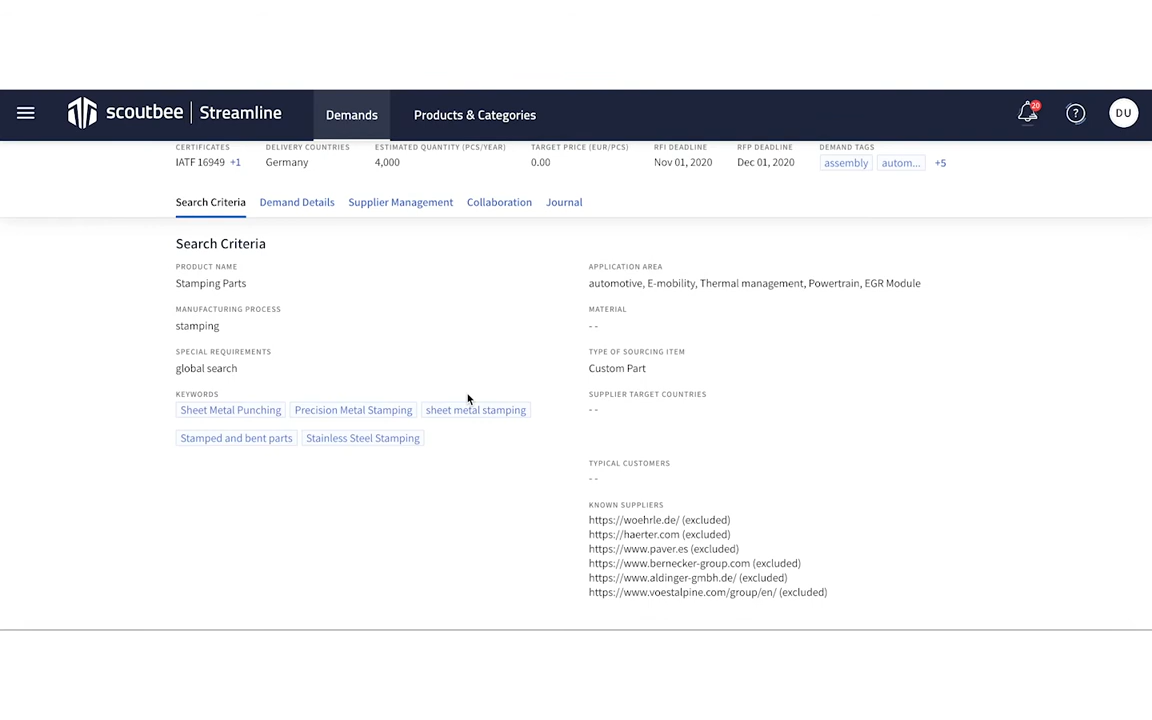 scoutbee | Streamline Demands Products & Categories 20 ? DU
CERTIFICATES DELIVERY COUNTRIES ESTIMATED QUANTITY (PCS/YEAR) TARGET PRICE (EUR/PCS) RFI DEADLINE RFP DEADLINE DEMAND TAGS
IATF 16949 +1 Germany 4,000 0.00 Nov 01, 2020 Dec 01, 2020 assembly autom... +5
Search Criteria Demand Details Supplier Management Collaboration Journal
Search Criteria
PRODUCT NAME
Stamping Parts
MANUFACTURING PROCESS
stamping
SPECIAL REQUIREMENTS
global search
KEYWORDS
Sheet Metal Punching Precision Metal Stamping sheet metal stamping
Stamped and bent parts Stainless Steel Stamping
APPLICATION AREA
automotive, E-mobility, Thermal management, Powertrain, EGR Module
MATERIAL
- -
TYPE OF SOURCING ITEM
Custom Part
SUPPLIER TARGET COUNTRIES
- -
TYPICAL CUSTOMERS
- -
KNOWN SUPPLIERS
https://woehrle.de/ (excluded)
https://haerter.com (excluded)
https://www.paver.es (excluded)
https://www.bernecker-group.com (excluded)
https://www.aldinger-gmbh.de/ (excluded)
https://www.voestalpine.com/group/en/ (excluded)